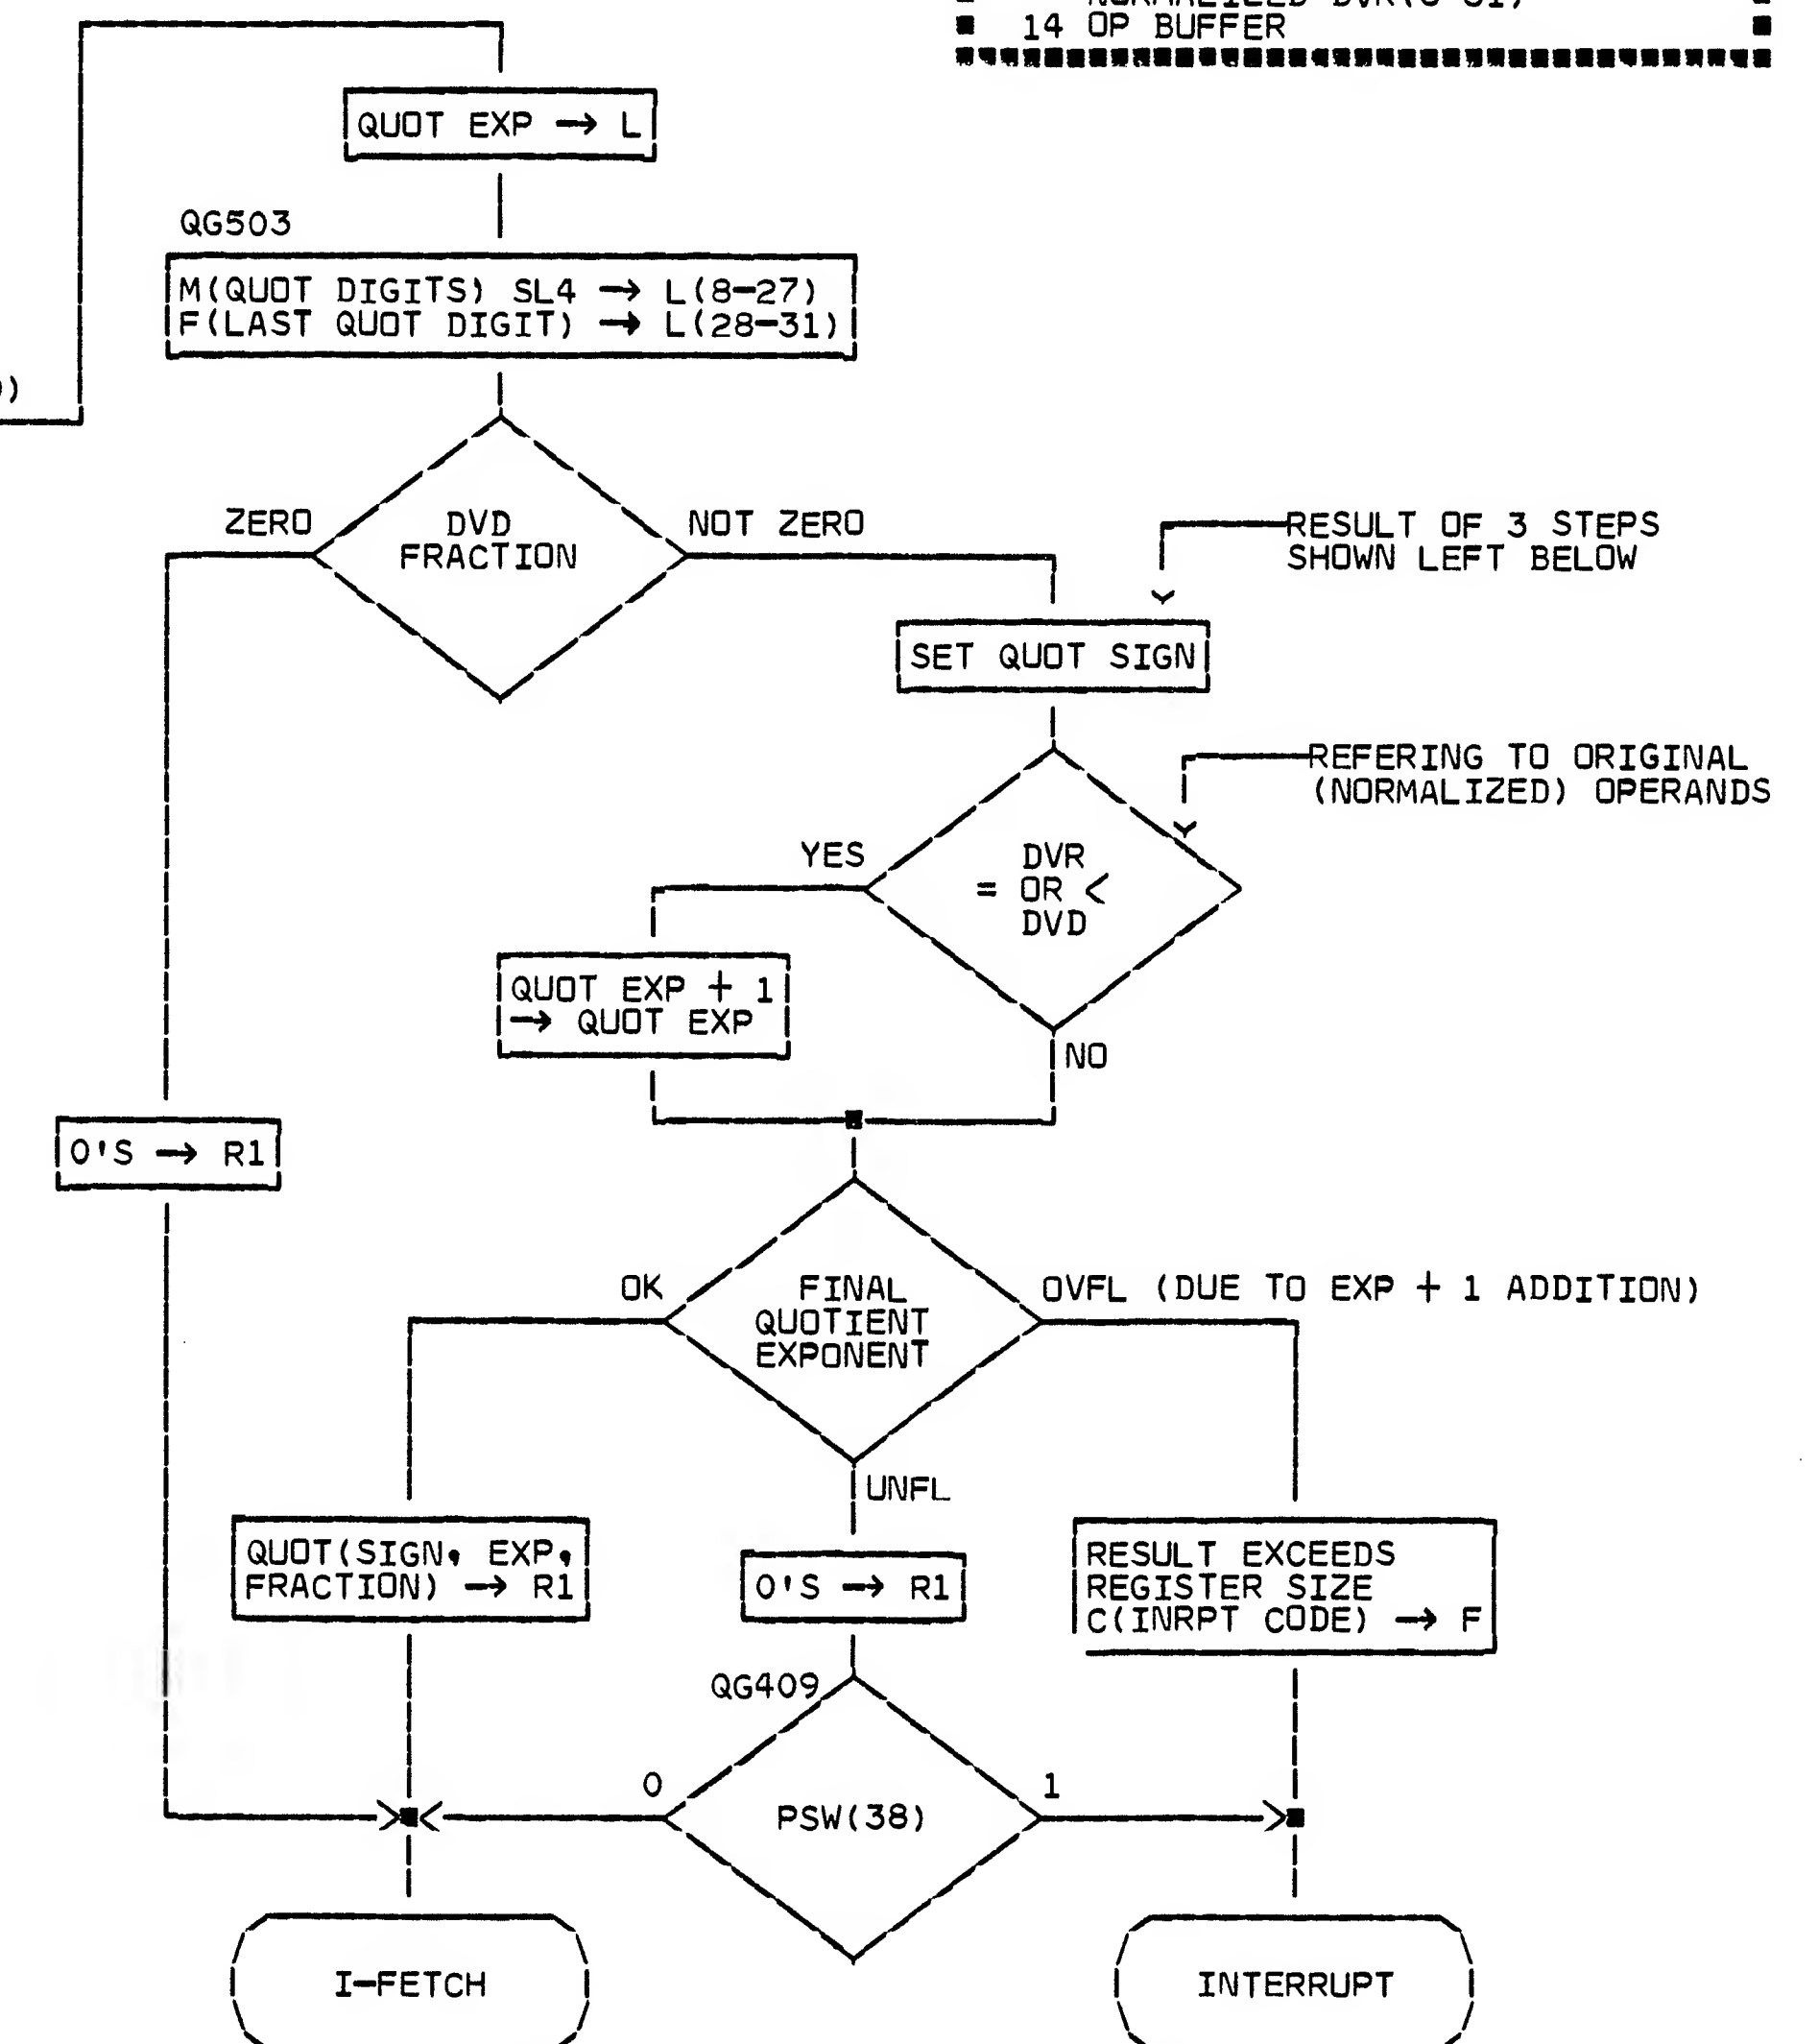 14 OP BUFFER
QUOT EXP → L
QG503
M(QUOT DIGITS) SL4 → L(8-27)
F(LAST QUOT DIGIT) → L(28-31)
)
ZERO
DVD
FRACTION
NOT ZERO
RESULT OF 3 STEPS
SHOWN LEFT BELOW
SET QUOT SIGN
REFERING TO ORIGINAL
(NORMALIZED) OPERANDS
YES
DVR
= OR <
DVD
QUOT EXP + 1
→ QUOT EXP
NO
0'S → R1
OK
FINAL
QUOTIENT
EXPONENT
OVFL (DUE TO EXP + 1 ADDITION)
UNFL
QUOT(SIGN, EXP,
FRACTION) → R1
0'S → R1
RESULT EXCEEDS
REGISTER SIZE
C(INRPT CODE) → F
QG409
0
PSW(38)
1
I-FETCH
INTERRUPT